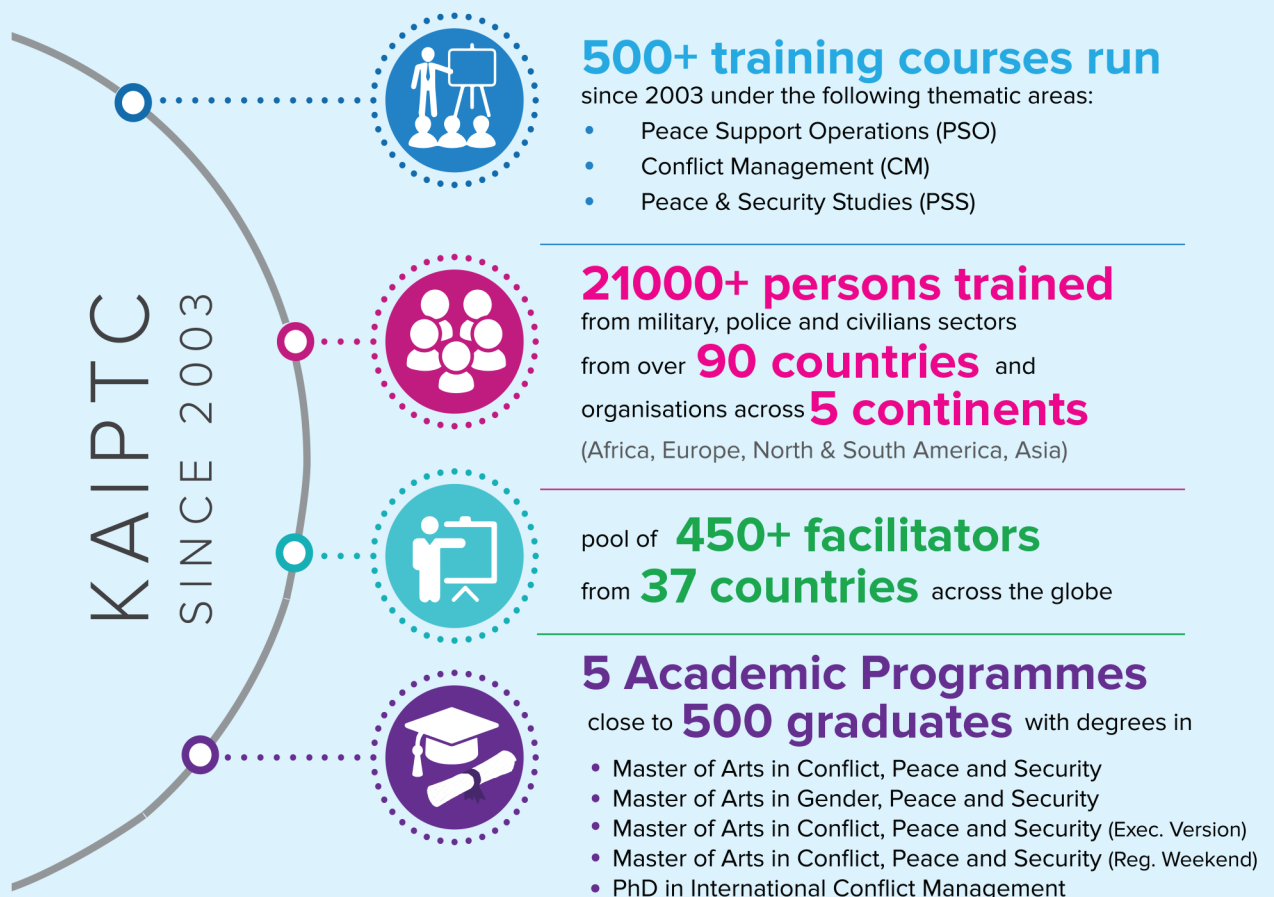 KAIPTC
SINCE 2003
500+ training courses run
since 2003 under the following thematic areas:
• Peace Support Operations (PSO)
• Conflict Management (CM)
• Peace & Security Studies (PSS)
21000+ persons trained
from military, police and civilians sectors
from over 90 countries and
organisations across 5 continents
(Africa, Europe, North & South America, Asia)
pool of 450+ facilitators
from 37 countries across the globe
5 Academic Programmes
close to 500 graduates with degrees in
• Master of Arts in Conflict, Peace and Security
• Master of Arts in Gender, Peace and Security
• Master of Arts in Conflict, Peace and Security (Exec. Version)
• Master of Arts in Conflict, Peace and Security (Reg. Weekend)
• PhD in International Conflict Management